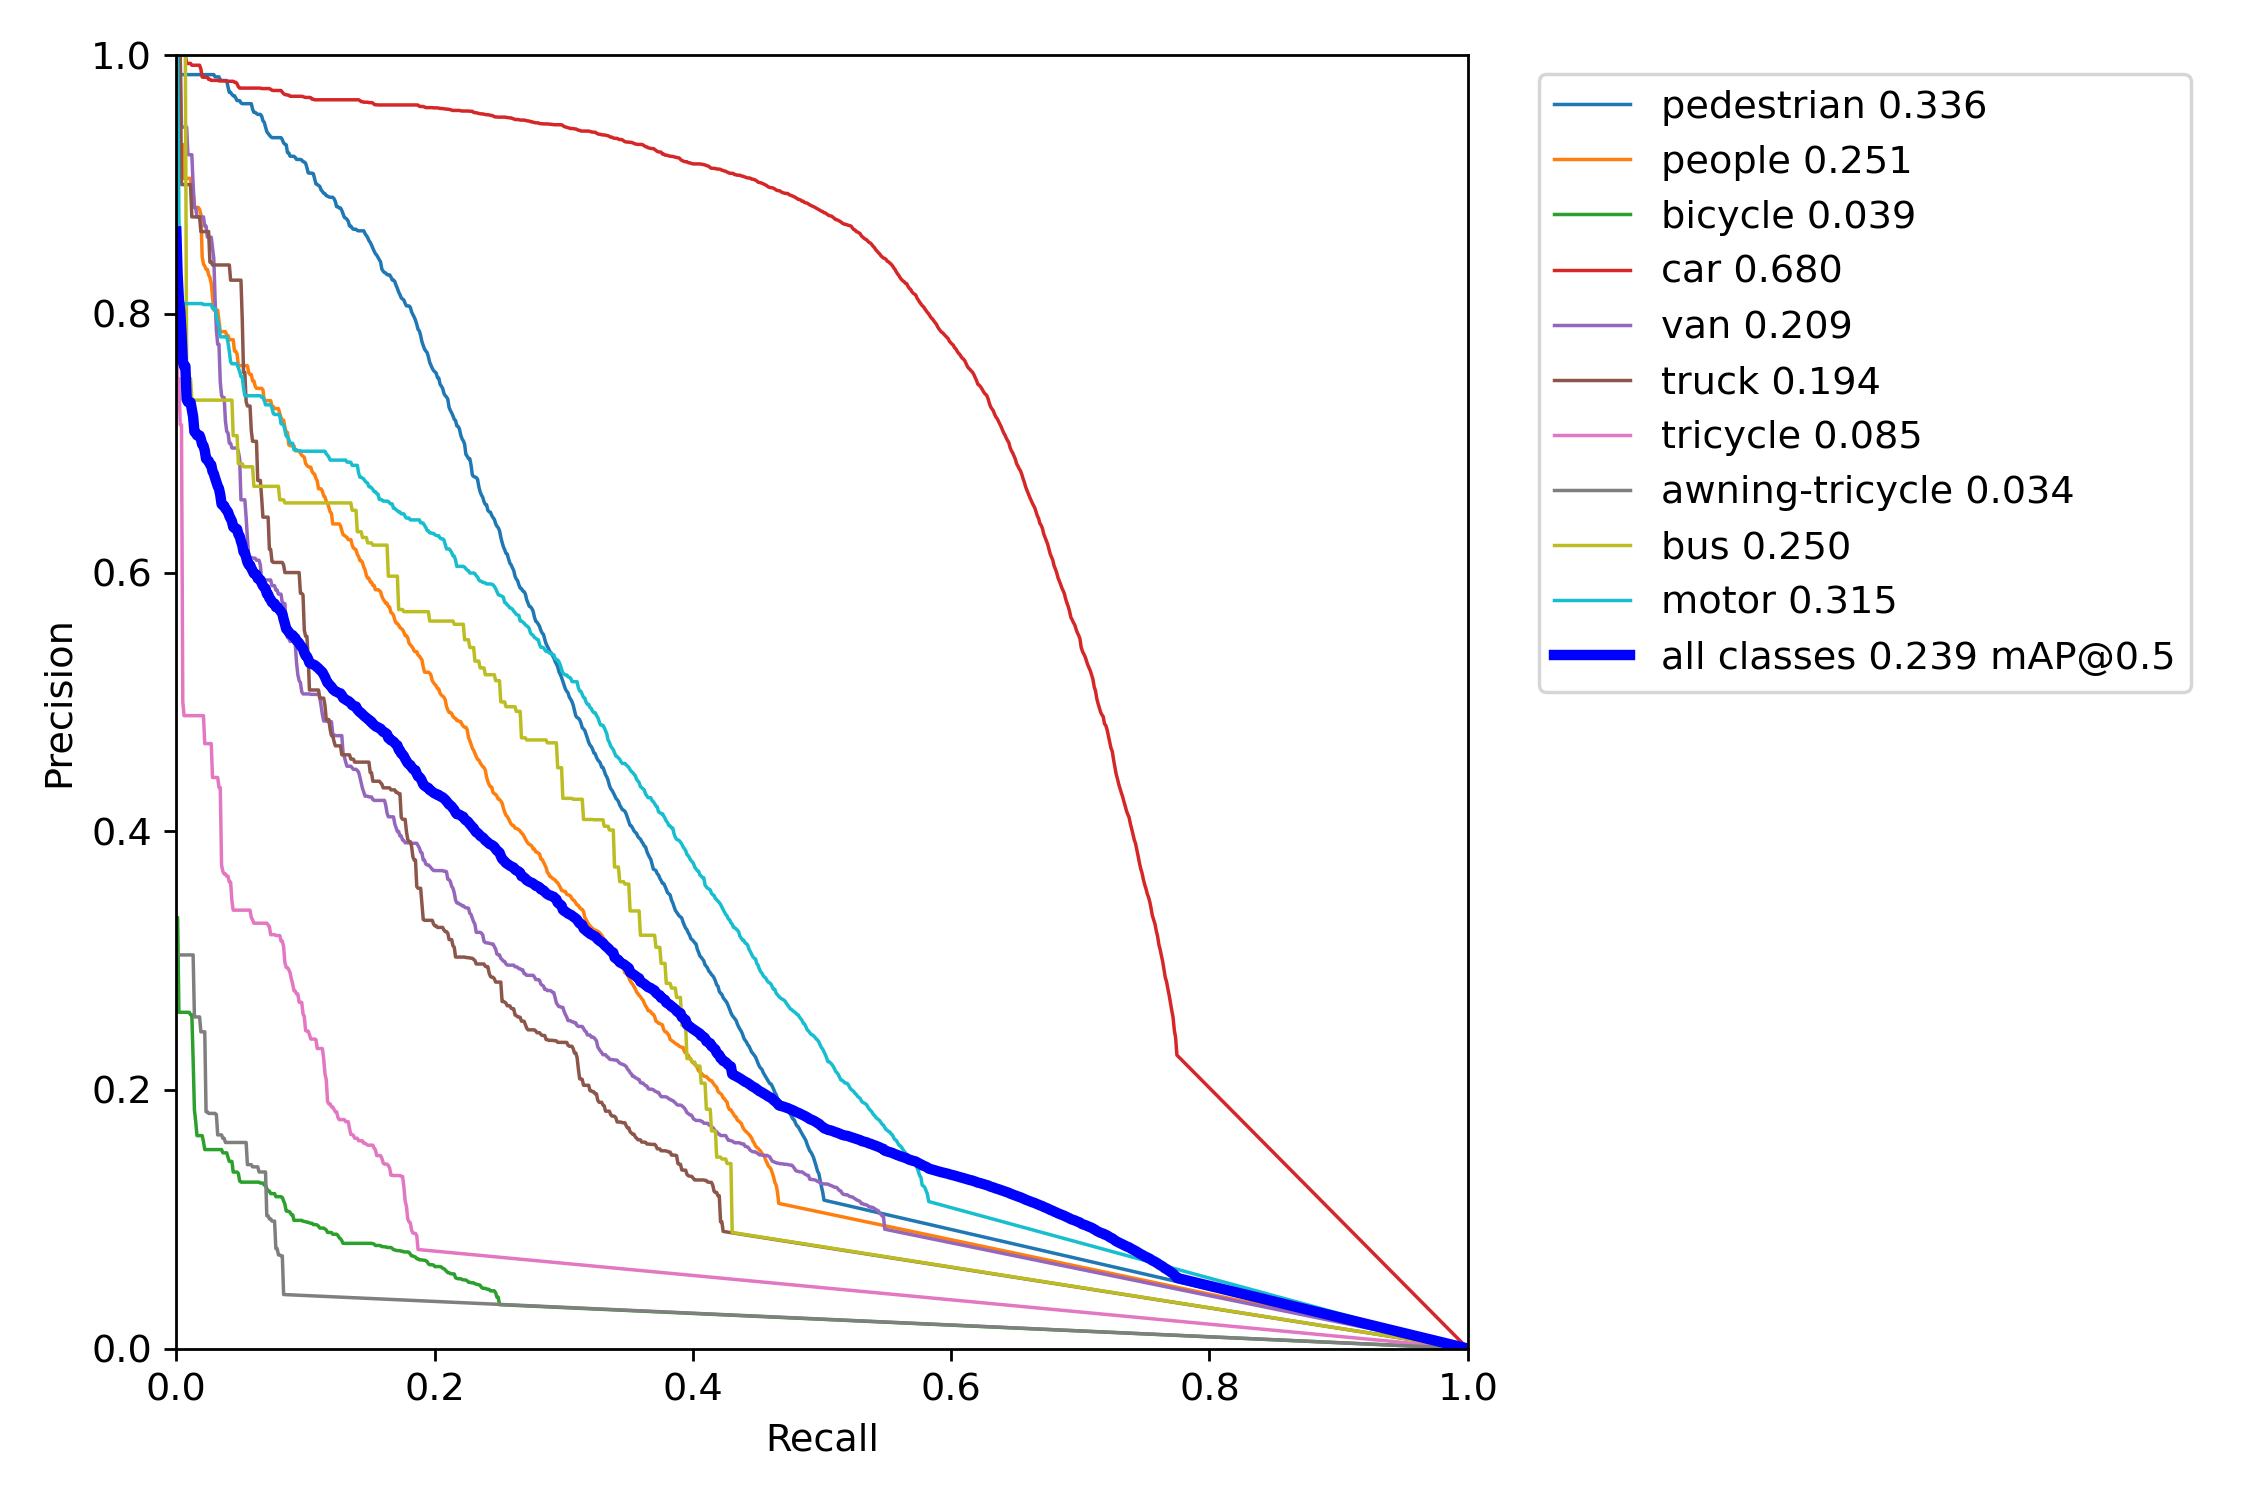 1.0
0.8
0.6
0.4
0.2
0.0
Precision
0.0 0.2 0.4 0.6 0.8 1.0
Recall
pedestrian 0.336
people 0.251
bicycle 0.039
car 0.680
van 0.209
truck 0.194
tricycle 0.085
awning-tricycle 0.034
bus 0.250
motor 0.315
all classes 0.239 mAP@0.5